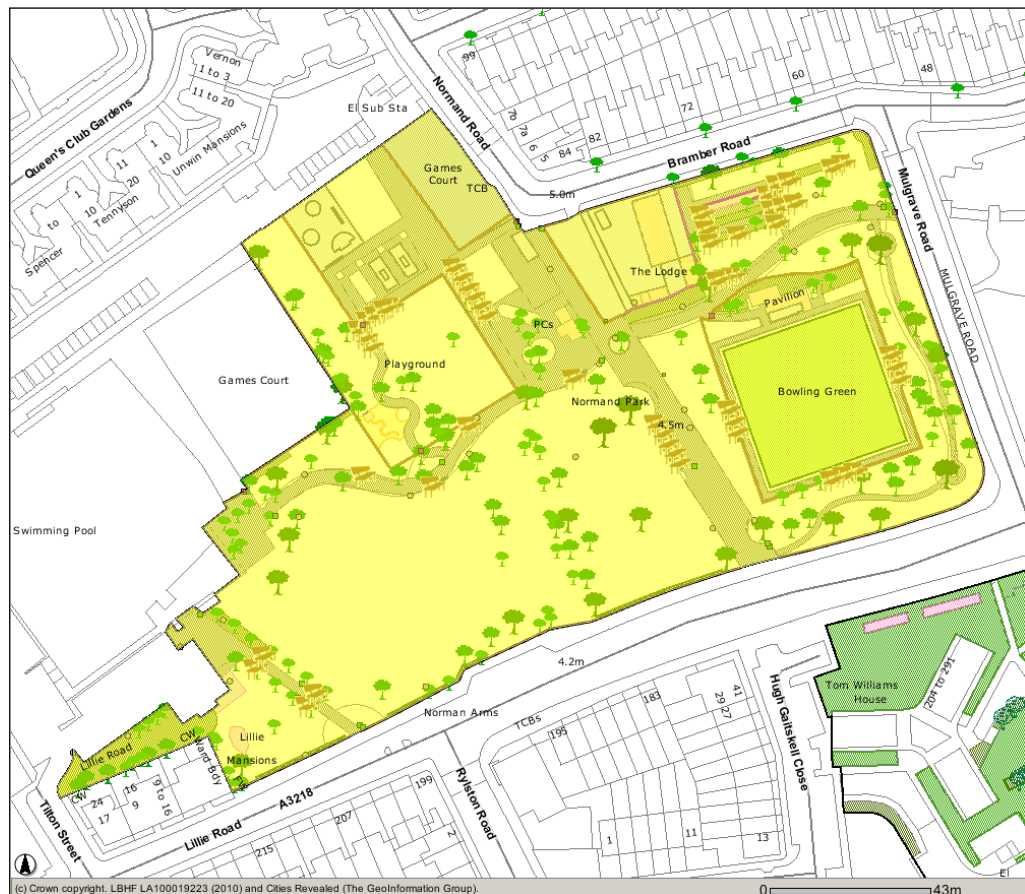 Vernon
1 to 3
11 to 20
Queen's Club Gardens
Unwin Mansions
1
10
11
20
Tennyson
1
10
to
Spencer
El Sub Sta
99
Normand Road
7b
7a
6
5
84
82
72
60
48
Bramber Road
5.0m
Games
Court
TCB
Mulgrave Road
MULGRAVE ROAD
The Lodge
Pavilion
PCs
Playground
Games Court
Normand Park
4.5m
Bowling Green
Swimming Pool
4.2m
Norman Arms
TCBs
195
183
29
27
41
Hugh Gaitskell Close
Tom Williams
House
204 to 291
Lillie Road
CW
Ward Bdy
Lillie
Mansions
CW
24
17
16
9
9 to 16
Tilton Street
Lillie Road
A3218
199
207
215
2
Rylston Road
1
11
13
El
(c) Crown copyright. LBHF LA100019223 (2010) and Cities Revealed (The GeoInformation Group).
0
43m